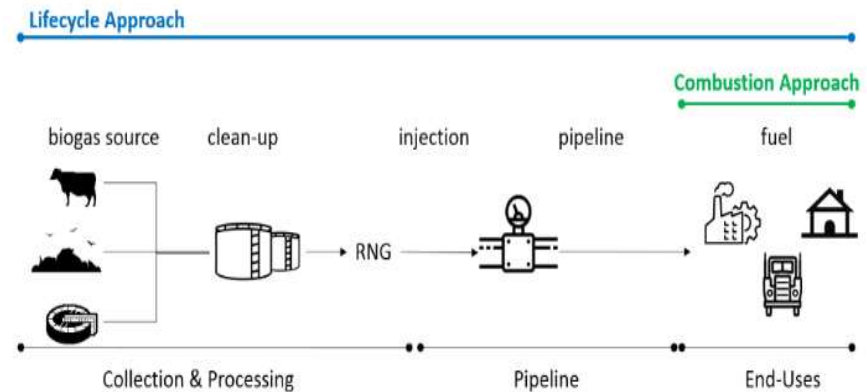 Lifecycle Approach
Combustion Approach
biogas source clean-up injection pipeline fuel
RNG
Collection & Processing Pipeline End-Uses